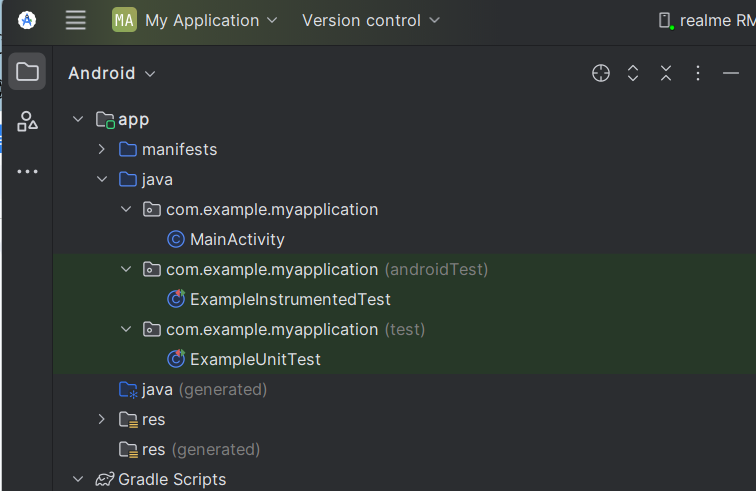 MA My Application Version control realme RM
Android
app
manifests
java
com.example.myapplication
MainActivity
com.example.myapplication (androidTest)
ExampleInstrumentedTest
com.example.myapplication (test)
ExampleUnitTest
java (generated)
res
res (generated)
Gradle Scripts